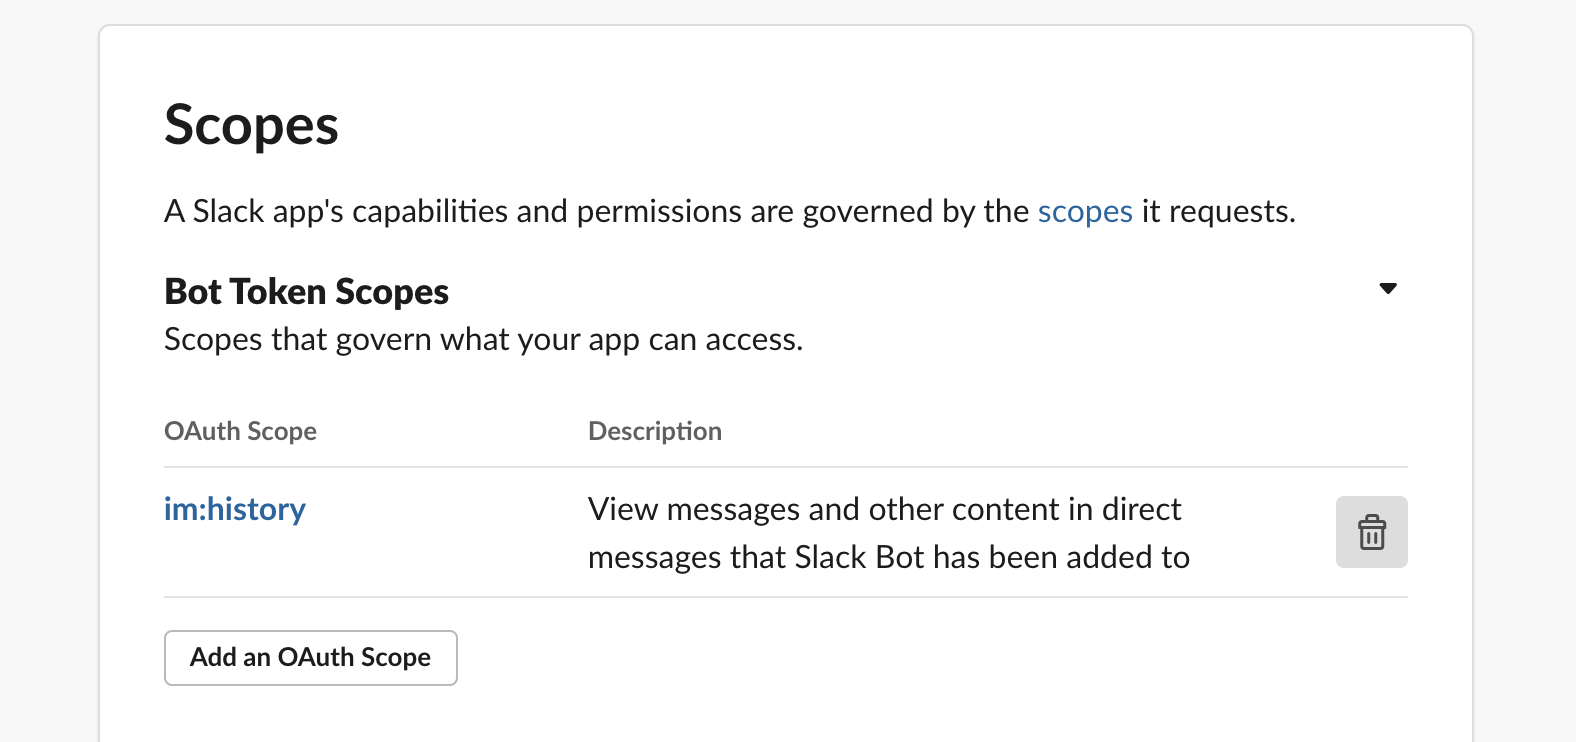 Scopes
A Slack app's capabilities and permissions are governed by the scopes it requests.
Bot Token Scopes
Scopes that govern what your app can access.
OAuth Scope
Description
im:history
View messages and other content in direct
messages that Slack Bot has been added to
Add an OAuth Scope